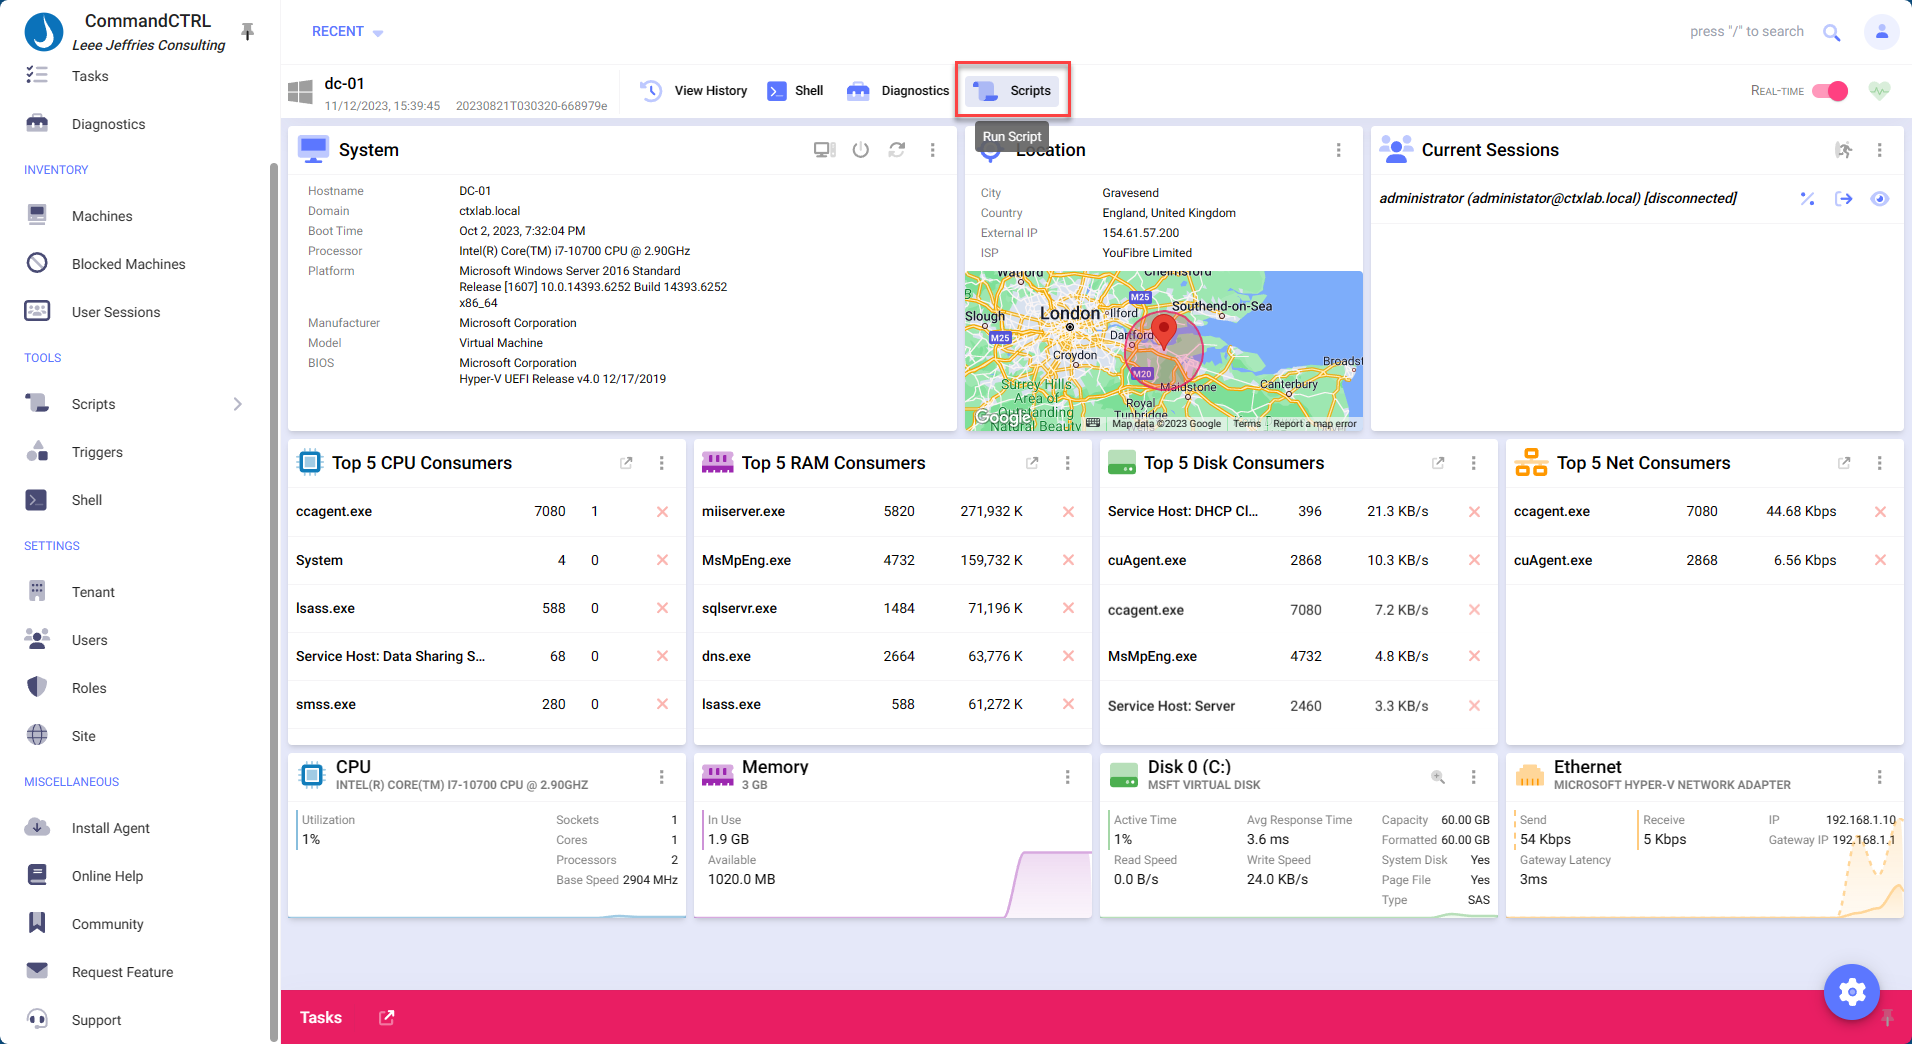 CommandCTRL
Leee Jeffries Consulting
Tasks
Diagnostics
INVENTORY
Machines
Blocked Machines
User Sessions
TOOLS
Scripts
Triggers
Shell
SETTINGS
Tenant
Users
Roles
Site
MISCELLANEOUS
Install Agent
Online Help
Community
Request Feature
Support
RECENT
press "/" to search
dc-01
11/12/2023, 15:39:45 20230821T030320-668979e
View History
Shell
Diagnostics
Scripts
REAL-TIME
Run Script
System
Hostname DC-01
Domain ctxlab.local
Boot Time Oct 2, 2023, 7:32:04 PM
Processor Intel(R) Core(TM) i7-10700 CPU @ 2.90GHz
Platform Microsoft Windows Server 2016 Standard
Release [1607] 10.0.14393.6252 Build 14393.6252
x86_64
Manufacturer Microsoft Corporation
Model Virtual Machine
BIOS Microsoft Corporation
Hyper-V UEFI Release v4.0 12/17/2019
Location
City Gravesend
Country England, United Kingdom
External IP 154.61.57.200
ISP YouFibre Limited
Watford
Chelmsford
M25
Southend-on-Sea
Slough
London
Ilford
M25
Dartford
Croydon
Broadst
M20
Surrey Hills
Area of
Outstanding
Natural Beauty
Maidstone
Canterbury
Royal
Tunbridge
Google
Map data ©2023 Google Terms Report a map error
Current Sessions
administrator (administator@ctxlab.local) [disconnected]
Top 5 CPU Consumers
ccagent.exe 7080 1
System 4 0
lsass.exe 588 0
Service Host: Data Sharing S... 68 0
smss.exe 280 0
Top 5 RAM Consumers
miiserver.exe 5820 271,932 K
MsMpEng.exe 4732 159,732 K
sqlservr.exe 1484 71,196 K
dns.exe 2664 63,776 K
lsass.exe 588 61,272 K
Top 5 Disk Consumers
Service Host: DHCP Cl... 396 21.3 KB/s
cuAgent.exe 2868 10.3 KB/s
ccagent.exe 7080 7.2 KB/s
MsMpEng.exe 4732 4.8 KB/s
Service Host: Server 2460 3.3 KB/s
Top 5 Net Consumers
ccagent.exe 7080 44.68 Kbps
cuAgent.exe 2868 6.56 Kbps
CPU
INTEL(R) CORE(TM) I7-10700 CPU @ 2.90GHZ
Utilization
1%
Sockets 1
Cores 1
Processors 2
Base Speed 2904 MHz
Memory
3 GB
In Use
1.9 GB
Available
1020.0 MB
Disk 0 (C:)
MSFT VIRTUAL DISK
Active Time
1%
Avg Response Time
3.6 ms
Read Speed
0.0 B/s
Write Speed
24.0 KB/s
Capacity 60.00 GB
Formatted 60.00 GB
System Disk Yes
Page File Yes
Type SAS
Ethernet
MICROSOFT HYPER-V NETWORK ADAPTER
Send
54 Kbps
Receive
5 Kbps
IP 192.168.1.10
Gateway IP 192.168.1.1
Gateway Latency
3ms
Tasks